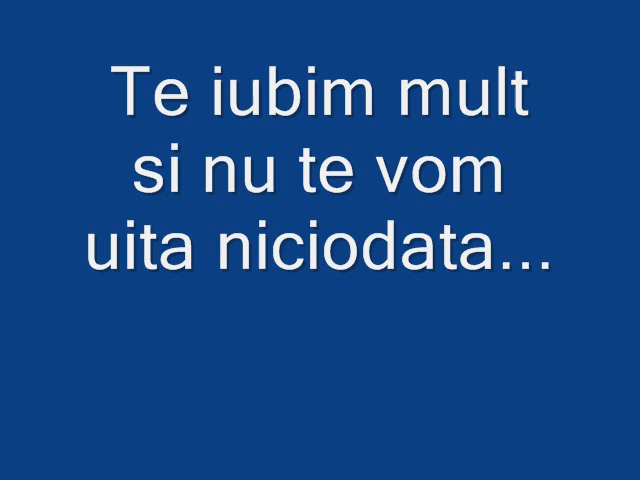 Te iubim mult
si nu te vom
uita niciodata...